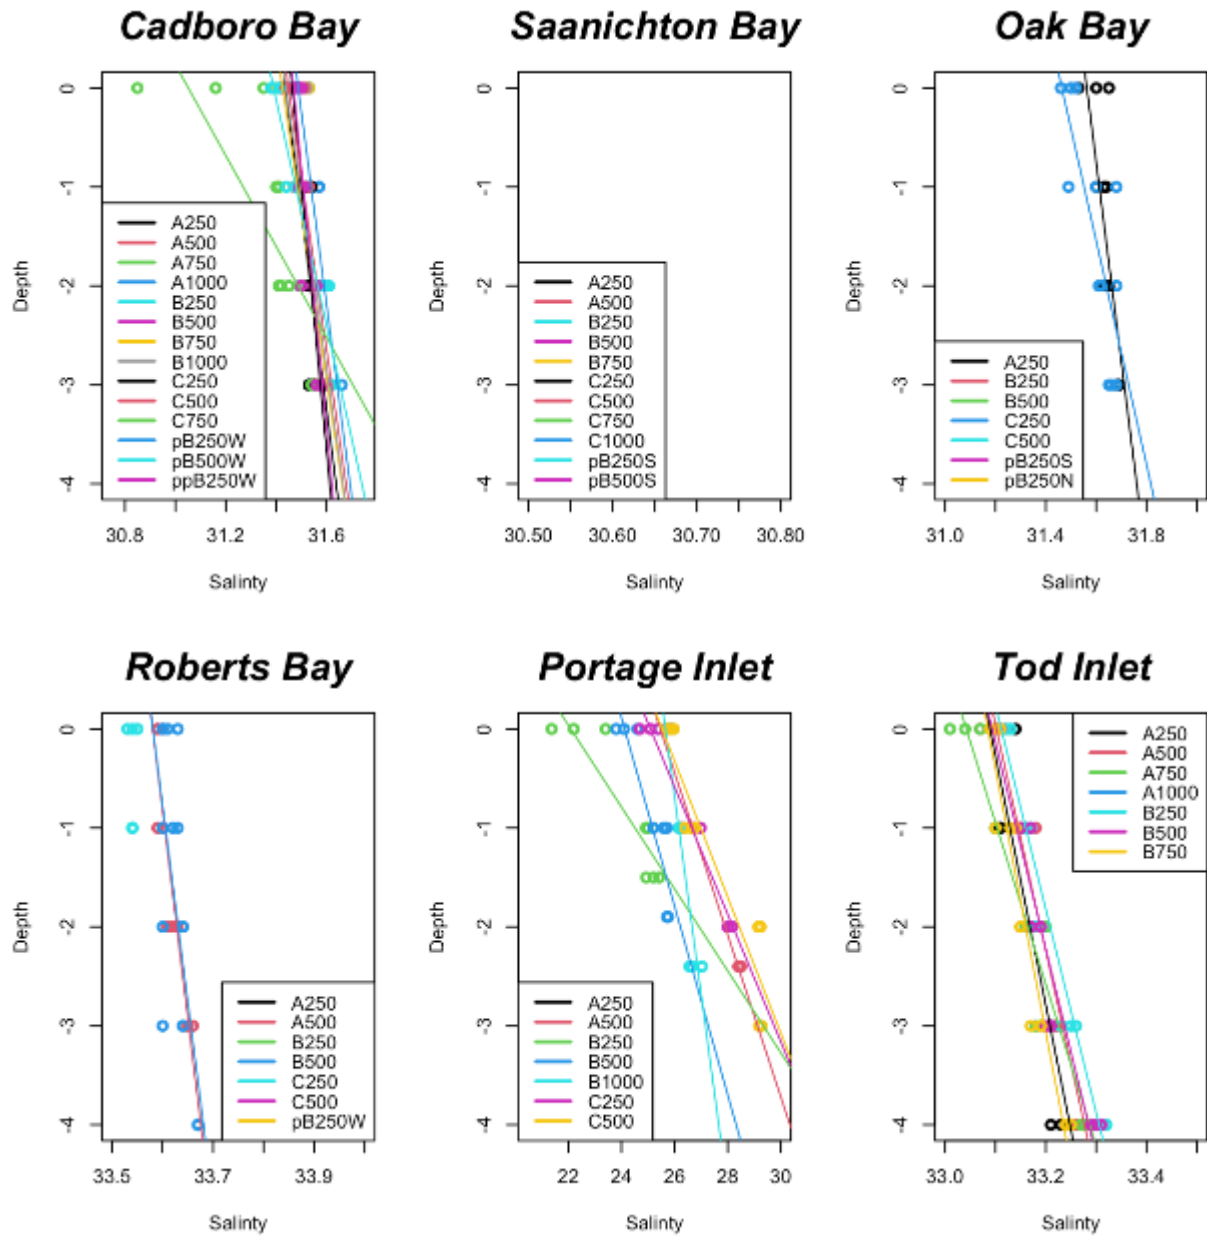 Cadboro Bay
Depth
0
-1
-2
-3
-4
A250
A500
A750
A1000
B250
B500
B750
B1000
C250
C500
C750
pB250W
pB500W
ppB250W
30.8 31.2 31.6
Salinty
Saanichton Bay
Depth
0
-1
-2
-3
-4
A250
A500
B250
B500
B750
C250
C500
C750
C1000
pB250S
pB500S
30.50 30.60 30.70 30.80
Salinty
Oak Bay
Depth
0
-1
-2
-3
-4
A250
B250
B500
C250
C500
pB250S
pB250N
31.0 31.4 31.8
Salinty
Roberts Bay
Depth
0
-1
-2
-3
-4
A250
A500
B250
B500
C250
C500
pB250W
33.5 33.7 33.9
Salinty
Portage Inlet
Depth
0
-1
-2
-3
-4
A250
A500
B250
B500
B1000
C250
C500
22 24 26 28 30
Salinty
Tod Inlet
Depth
0
-1
-2
-3
-4
A250
A500
A750
A1000
B250
B500
B750
33.0 33.2 33.4
Salinty